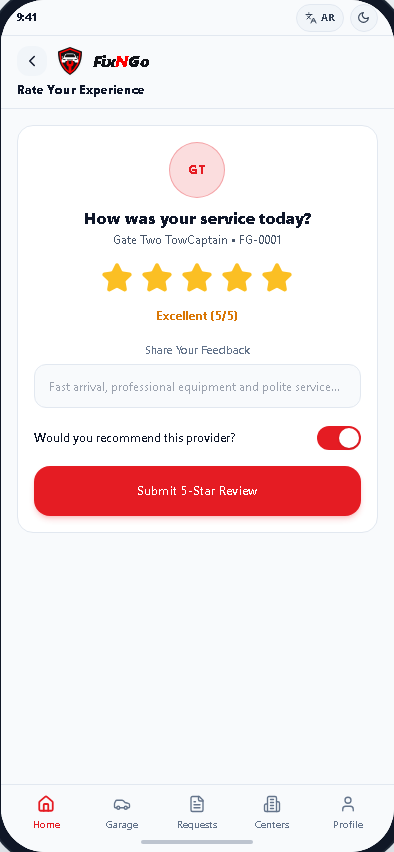 9:41
AR
FixNGo
Rate Your Experience
GT
How was your service today?
Gate Two TowCaptain • FG-0001
Excellent (5/5)
Share Your Feedback
Fast arrival, professional equipment and polite service...
Would you recommend this provider?
Submit 5-Star Review
Home
Garage
Requests
Centers
Profile